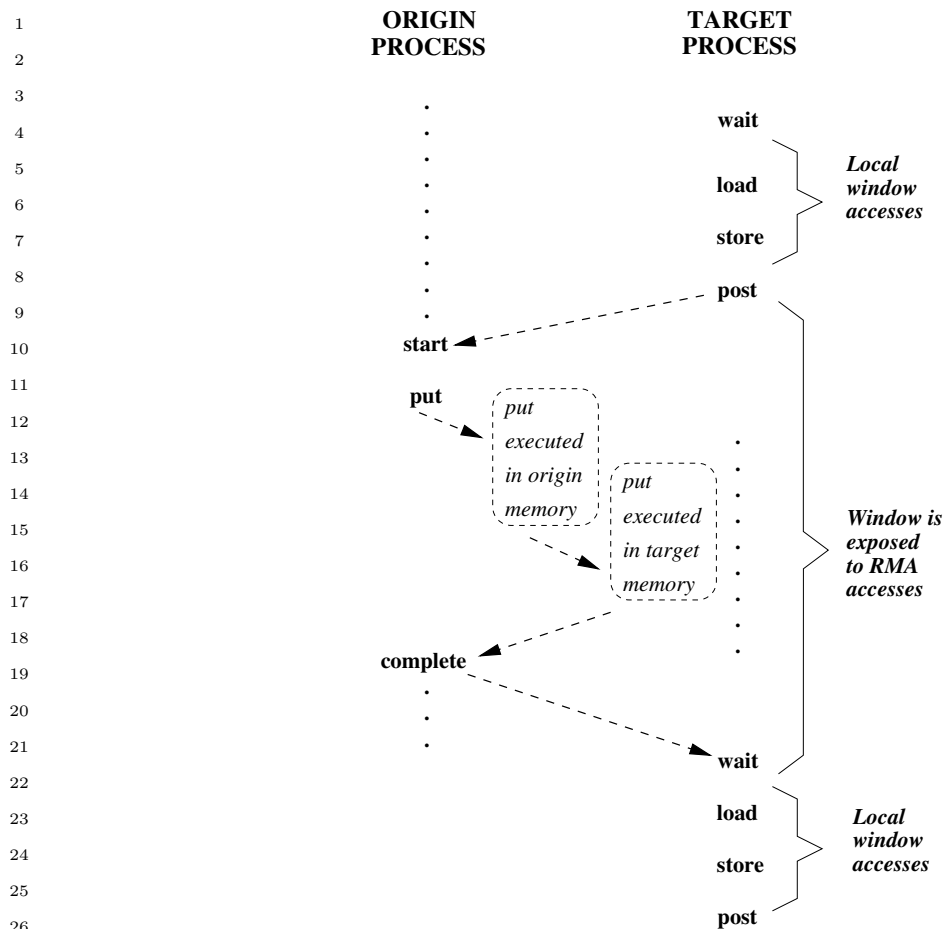 1
2
3
4
5
6
7
8
9
10
11
12
13
14
15
16
17
18
19
20
21
22
23
24
25
26
ORIGIN
PROCESS
TARGET
PROCESS
wait
load
store
Local
window
accesses
post
start
put
put
executed
in origin
memory
put
executed
in target
memory
Window is
exposed
to RMA
accesses
complete
wait
load
store
Local
window
accesses
post